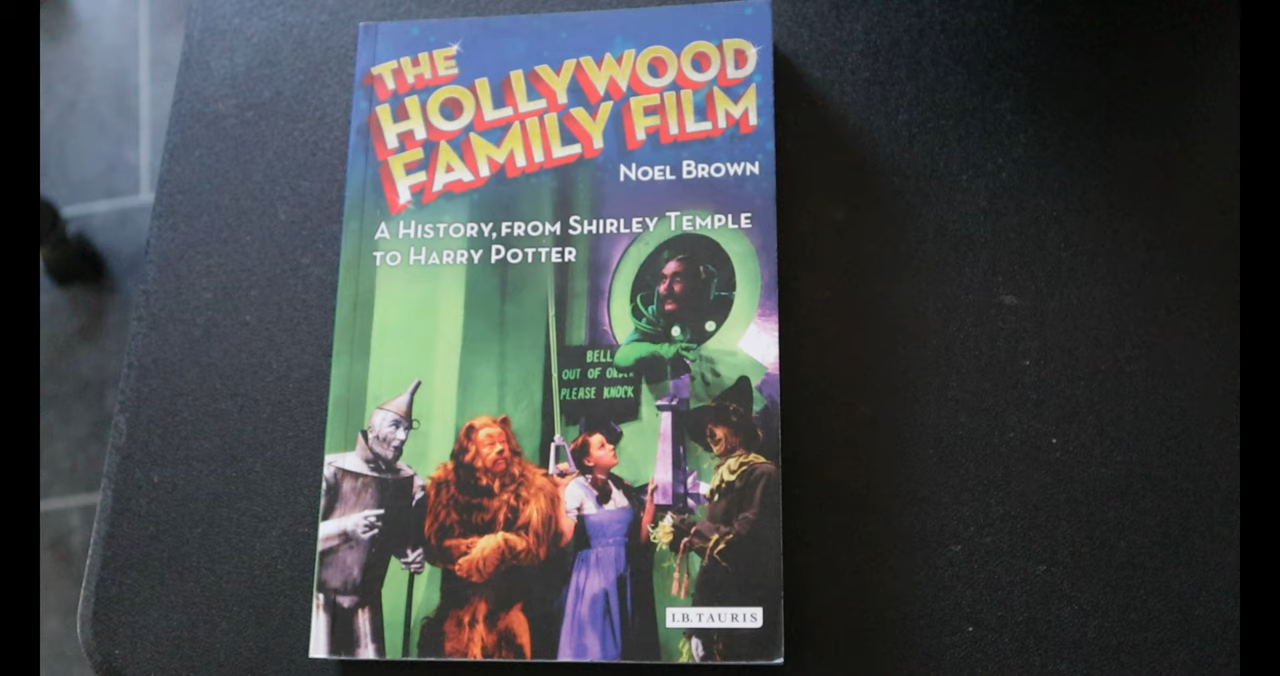 THE
HOLLYWOOD
FAMILY FILM
NOEL BROWN
A HISTORY, FROM SHIRLEY TEMPLE
TO HARRY POTTER
BELL
OUT OF ORDER
PLEASE KNOCK
I.B. TAURIS